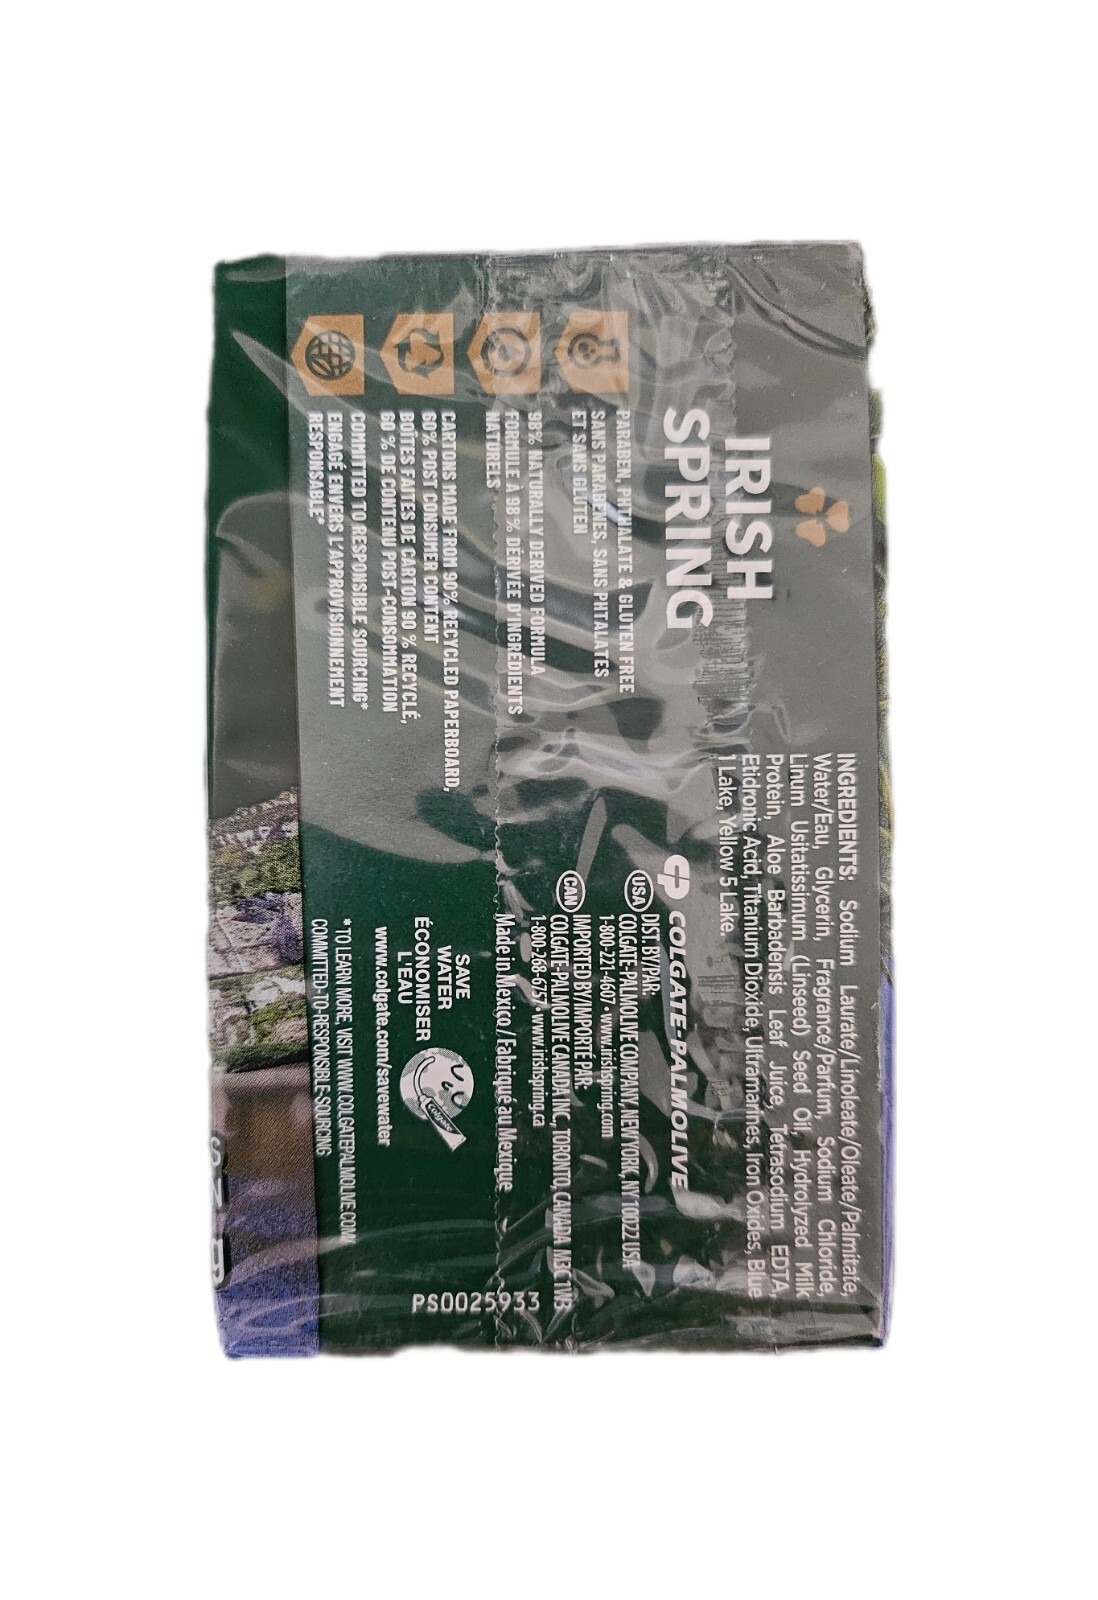 IRISH
SPRING
PARABEN, PHTHALATE & GLUTEN FREE
SANS PARABÈNES, SANS PHTALATES
ET SANS GLUTEN
98% NATURALLY DERIVED FORMULA
FORMULE À 98 % DÉRIVÉE D'INGRÉDIENTS
NATURELS
CARTONS MADE FROM 90% RECYCLED PAPERBOARD,
60% POST CONSUMER CONTENT
BOÎTES FAITES DE CARTON 90 % RECYCLÉ,
60 % DE CONTENU POST-CONSOMMATION
COMMITTED TO RESPONSIBLE SOURCING*
ENGAGÉ ENVERS L'APPROVISIONNEMENT
RESPONSABLE*
INGREDIENTS: Sodium Laurate/Linoleate/Oleate/Palmitate,
Water/Eau, Glycerin, Fragrance/Parfum, Sodium Chloride,
Linum Usitatissimum (Linseed) Seed Oil, Hydrolyzed Milk
Protein, Aloe Barbadensis Leaf Juice, Tetrasodium EDTA,
Etidronic Acid, Titanium Dioxide, Ultramarines, Iron Oxides, Blue
1 Lake, Yellow 5 Lake.
CP COLGATE-PALMOLIVE
USA DIST. BY/PAR:
COLGATE-PALMOLIVE COMPANY, NEW YORK, NY 10022 USA
1-800-221-4607 • www.irishspring.com
CAN IMPORTED BY/IMPORTÉ PAR:
COLGATE-PALMOLIVE CANADA INC., TORONTO, CANADA M3C 1W3
1-800-268-6757 • www.irishspring.ca
Made in Mexico / Fabriqué au Mexique
SAVE
WATER
ÉCONOMISER
L'EAU
Colgate
www.colgate.com/savewater
*TO LEARN MORE, VISIT WWW.COLGATEPALMOLIVE.COM/
COMMITTED-TO-RESPONSIBLE-SOURCING
PS0025933